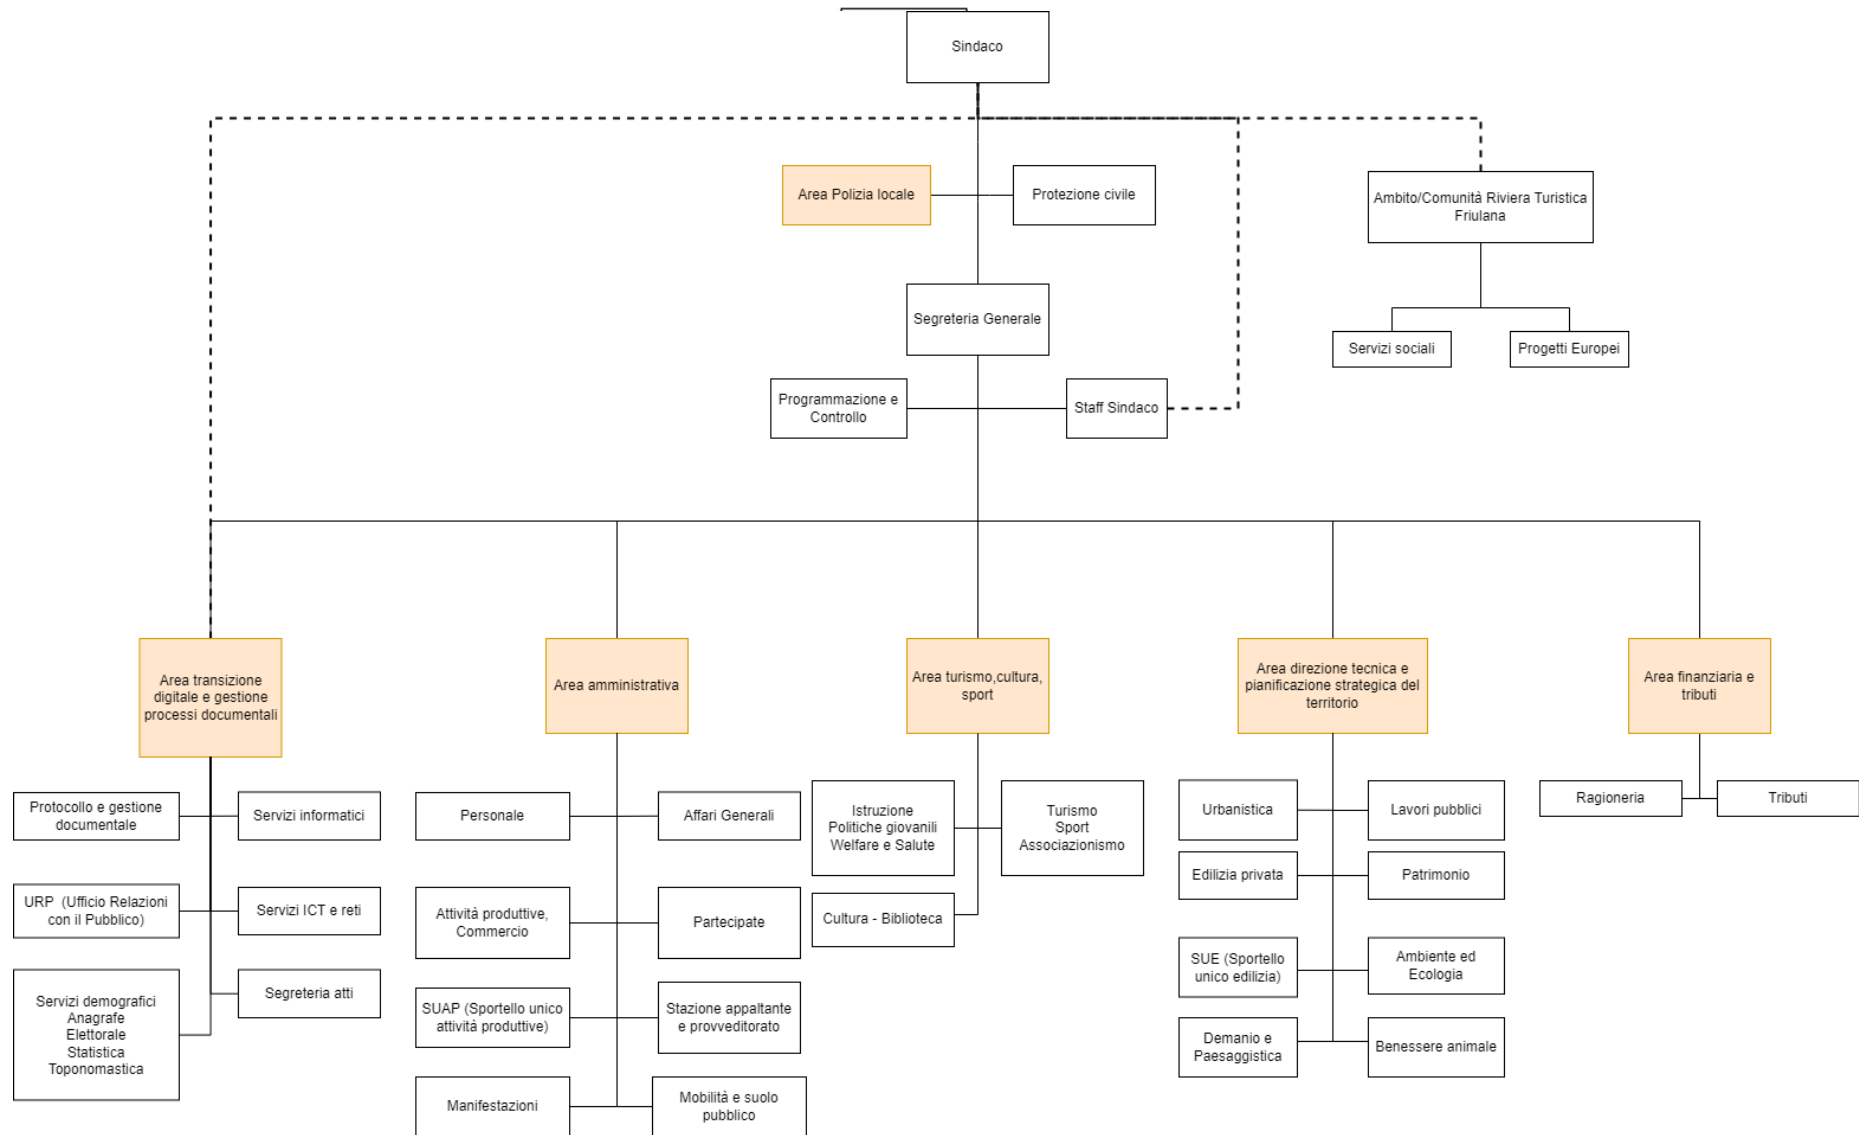 Sindaco
Area Polizia locale
Protezione civile
Ambito/Comunità Riviera Turistica
Friulana
Segreteria Generale
Servizi sociali
Progetti Europei
Programmazione e
Controllo
Staff Sindaco
Area transizione
digitale e gestione
processi documentali
Area amministrativa
Area turismo,cultura,
sport
Area direzione tecnica e
pianificazione strategica del
territorio
Area finanziaria e
tributi
Protocollo e gestione
documentale
Servizi informatici
URP (Ufficio Relazioni
con il Pubblico)
Servizi ICT e reti
Servizi demografici
Anagrafe
Elettorale
Statistica
Toponomastica
Segreteria atti
Personale
Affari Generali
Attività produttive,
Commercio
Partecipate
SUAP (Sportello unico
attività produttive)
Stazione appaltante
e provveditorato
Manifestazioni
Mobilità e suolo
pubblico
Istruzione
Politiche giovanili
Welfare e Salute
Turismo
Sport
Associazionismo
Cultura - Biblioteca
Urbanistica
Lavori pubblici
Edilizia privata
Patrimonio
SUE (Sportello
unico edilizia)
Ambiente ed
Ecologia
Demanio e
Paesaggistica
Benessere animale
Ragioneria
Tributi